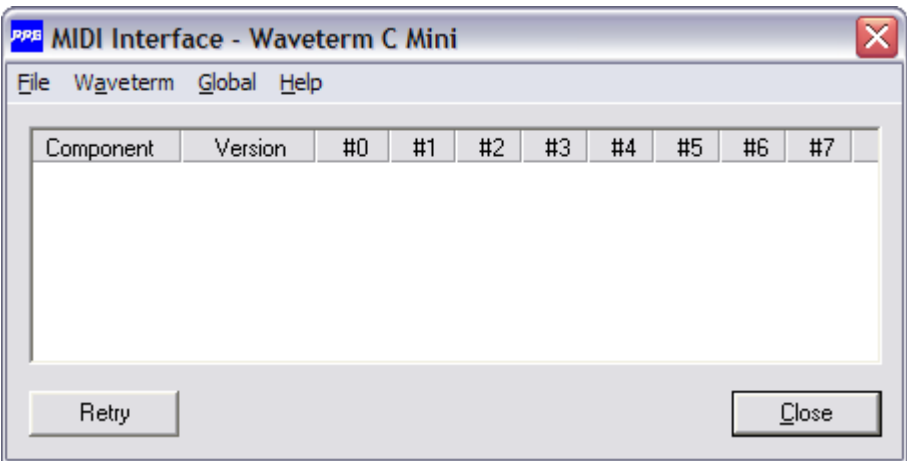 PPG MIDI Interface - Waveterm C Mini
File Waveterm Global Help
Component Version #0 #1 #2 #3 #4 #5 #6 #7
Retry Close